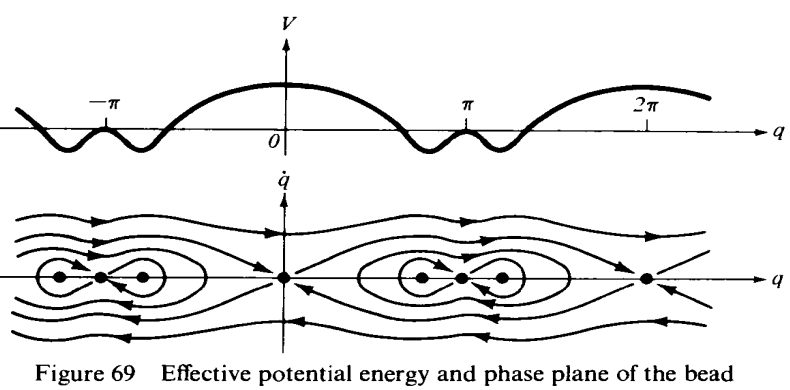 V
−π
π
2π
0
q
q̇
q
Figure 69 Effective potential energy and phase plane of the bead